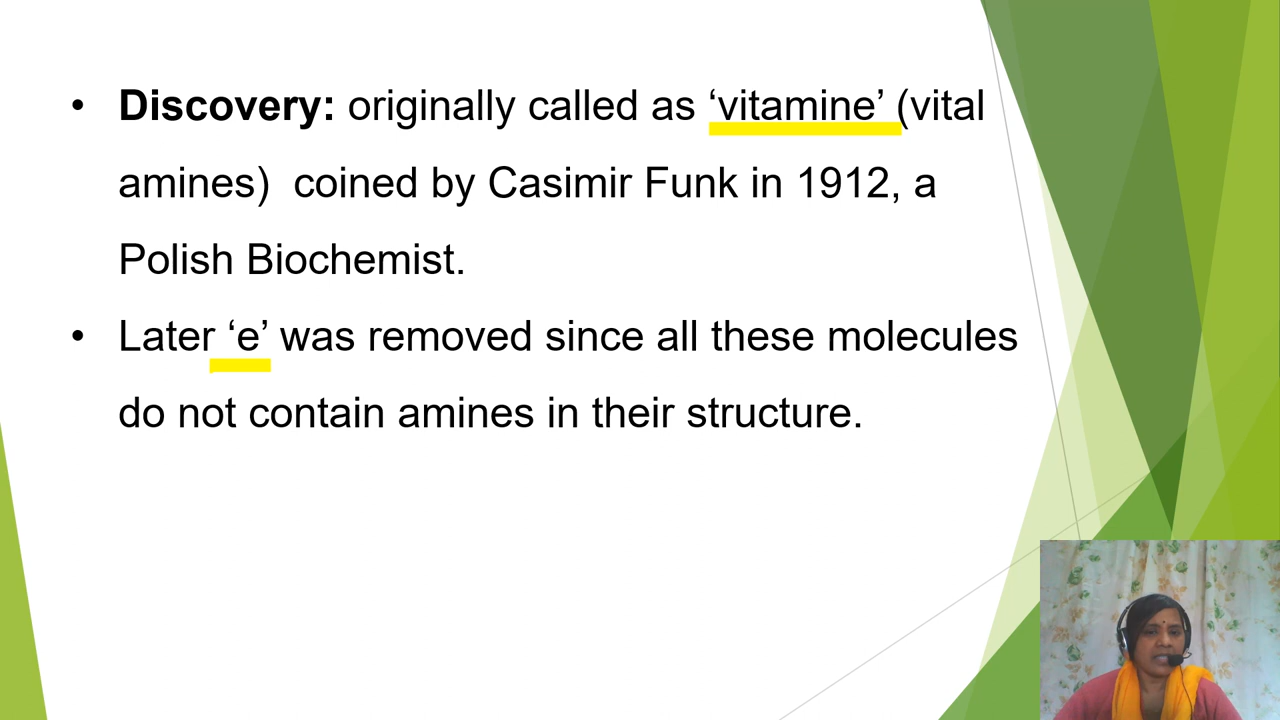 • Discovery: originally called as ‘vitamine’ (vital
amines) coined by Casimir Funk in 1912, a
Polish Biochemist.
• Later ‘e’ was removed since all these molecules
do not contain amines in their structure.